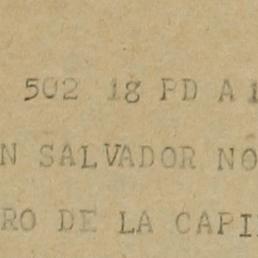 502 18 PD A
N SALVADOR NO
RO DE LA CAPI